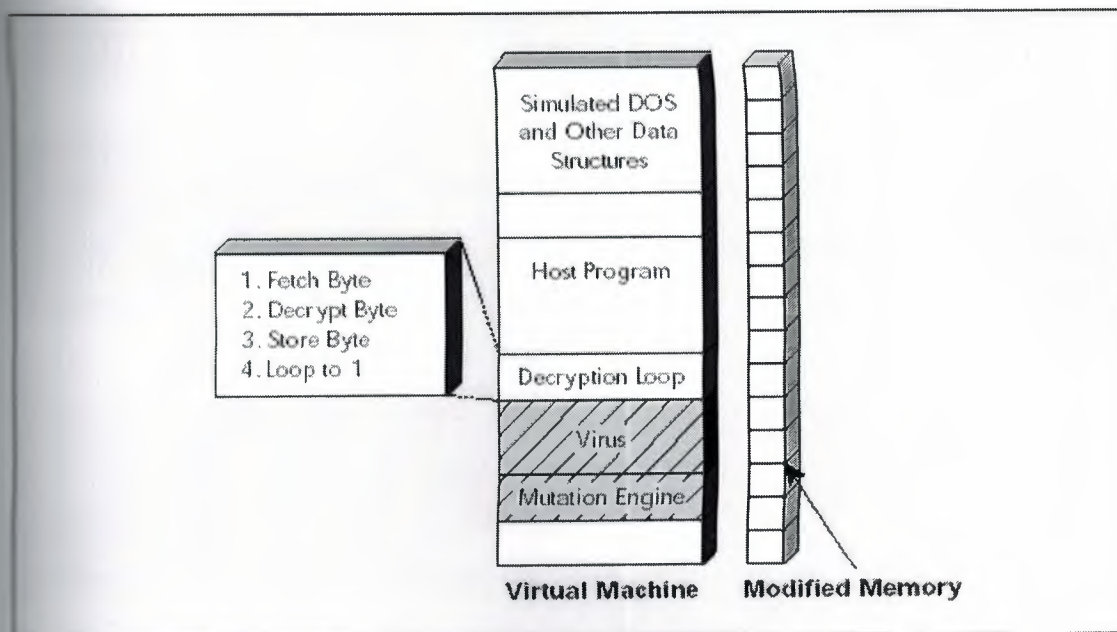 Simulated DOS
and Other Data
Structures
Host Program
1. Fetch Byte
2. Decrypt Byte
3. Store Byte
4. Loop to 1
Decryption Loop
Virus
Mutation Engine
Virtual Machine
Modified Memory